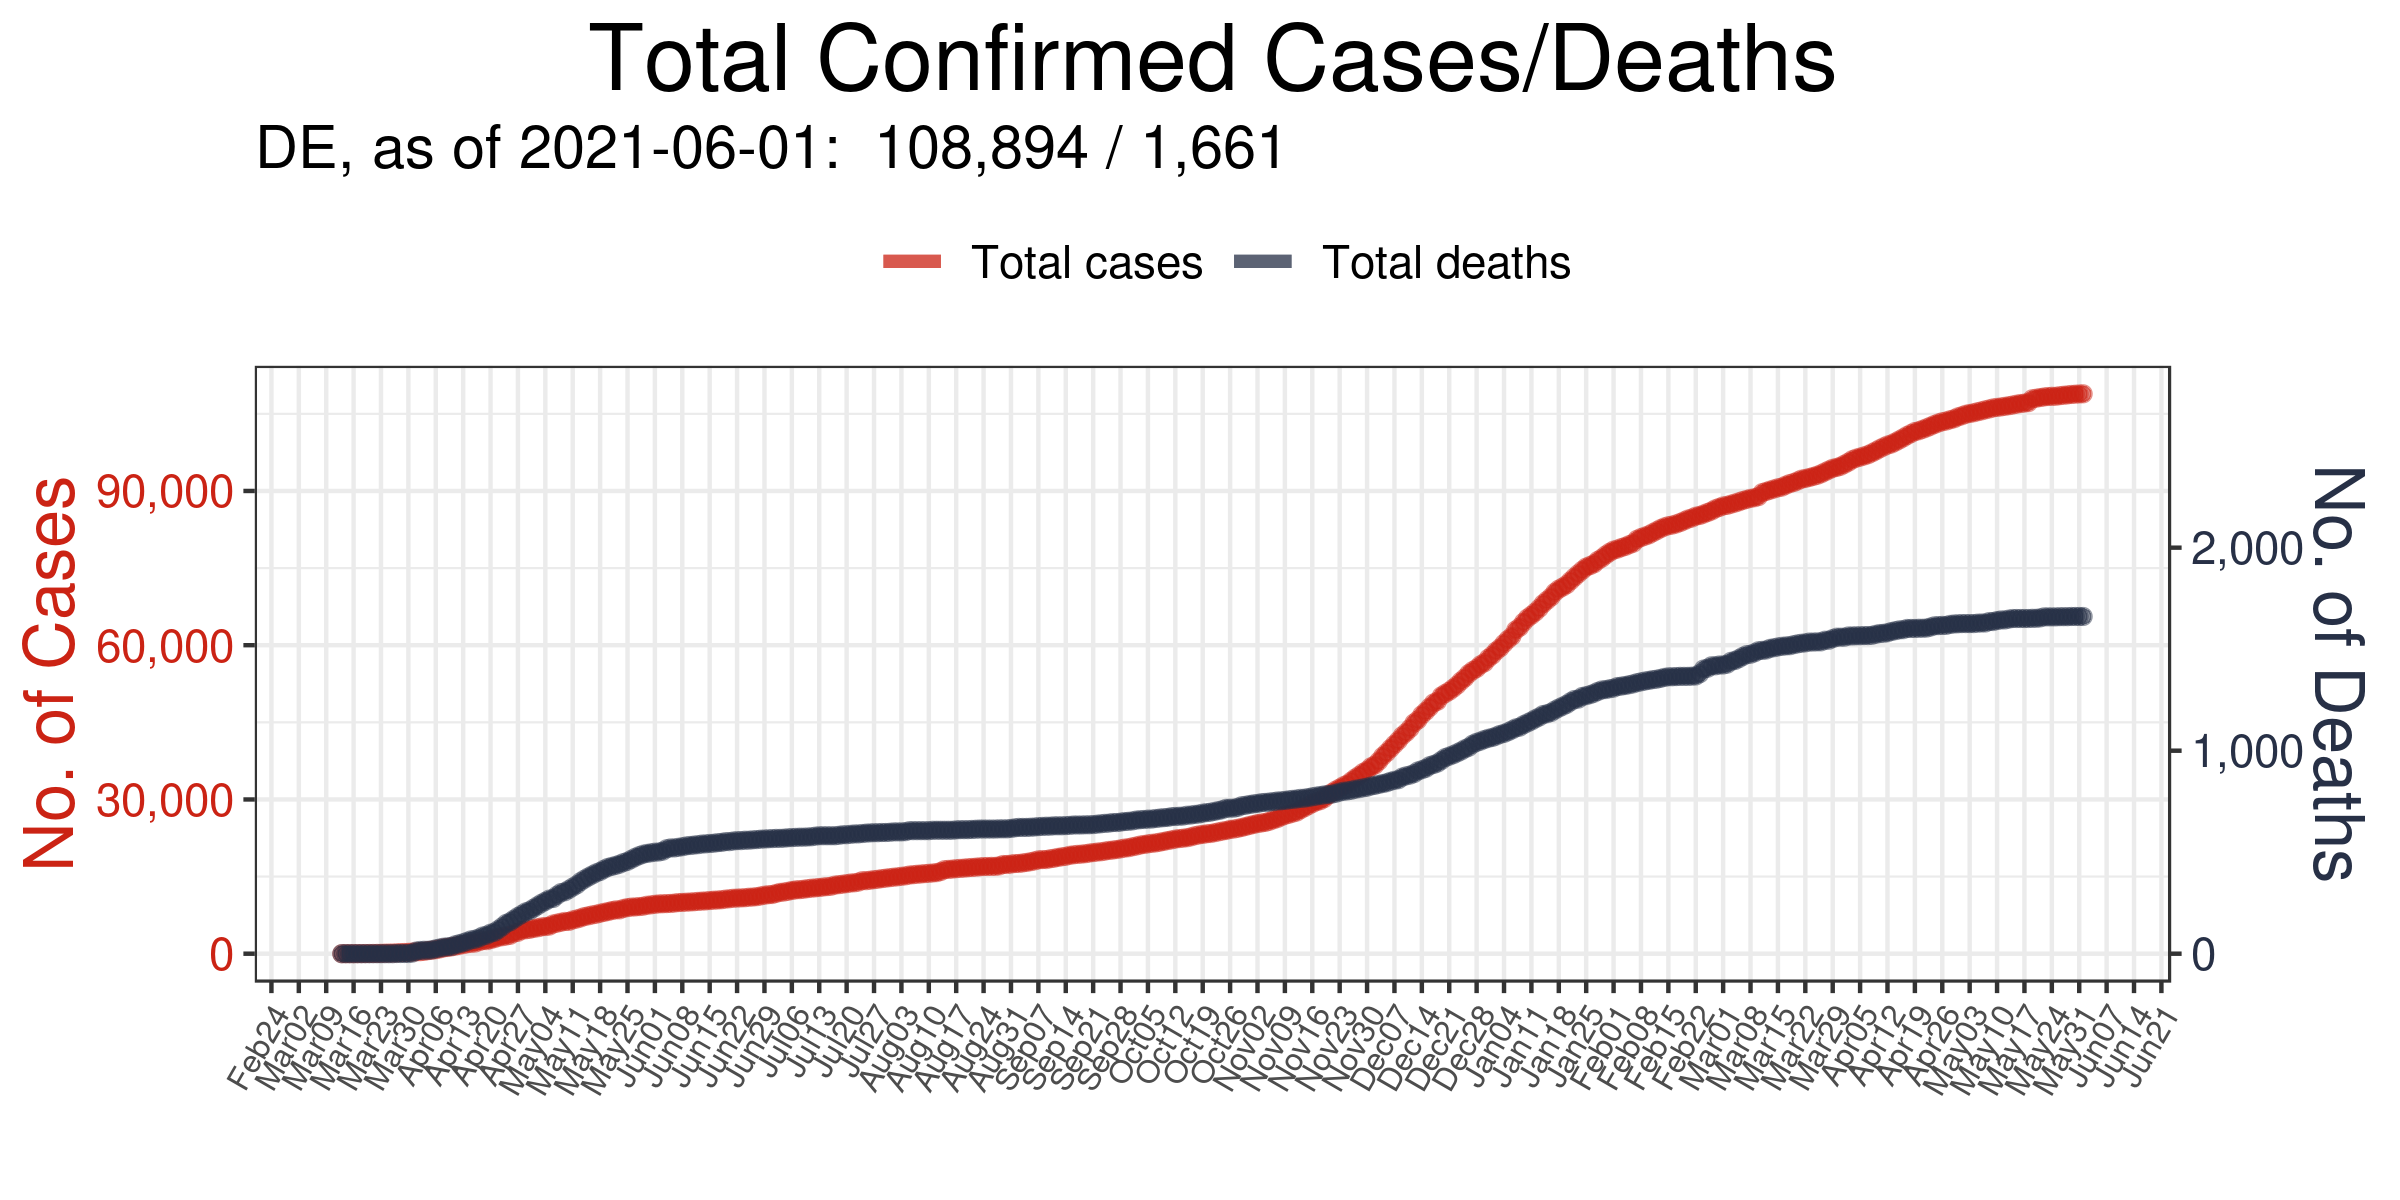 Total Confirmed Cases/Deaths
DE, as of 2021-06-01:  108,894 / 1,661
Total cases
Total deaths
No. of Cases
90,000
60,000
30,000
0
No. of Deaths
2,000
1,000
0
Feb24
Mar02
Mar09
Mar16
Mar23
Mar30
Apr06
Apr13
Apr20
Apr27
May04
May11
May18
May25
Jun01
Jun08
Jun15
Jun22
Jun29
Jul06
Jul13
Jul20
Jul27
Aug03
Aug10
Aug17
Aug24
Aug31
Sep07
Sep14
Sep21
Sep28
Oct05
Oct12
Oct19
Oct26
Nov02
Nov09
Nov16
Nov23
Nov30
Dec07
Dec14
Dec21
Dec28
Jan04
Jan11
Jan18
Jan25
Feb01
Feb08
Feb15
Feb22
Mar01
Mar08
Mar15
Mar22
Mar29
Apr05
Apr12
Apr19
Apr26
May03
May10
May17
May24
May31
Jun07
Jun14
Jun21